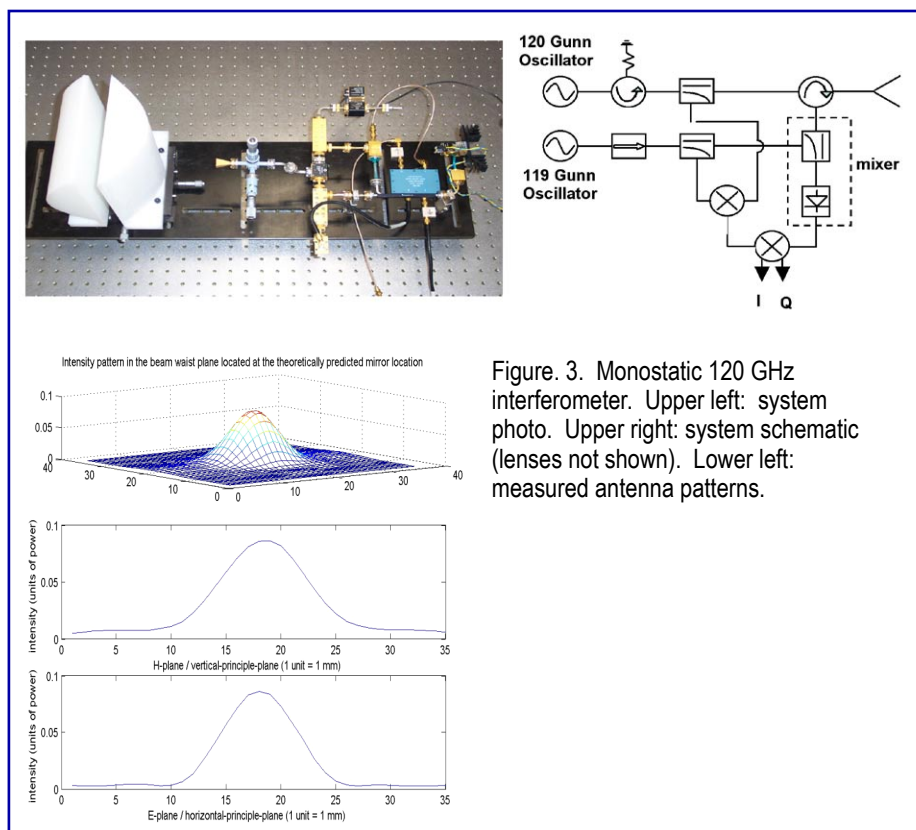 120 Gunn
Oscillator
119 Gunn
Oscillator
mixer
I Q
Intensity pattern in the beam waist plane located at the theoretically predicted mirror location
0.1
0.05
0
40
30
20
10
0
0
10
20
30
40
Figure. 3. Monostatic 120 GHz
interferometer. Upper left: system
photo. Upper right: system schematic
(lenses not shown). Lower left:
measured antenna patterns.
intensity (units of power)
0.1
0.05
0
0 5 10 15 20 25 30 35
H-plane / vertical-principle-plane (1 unit = 1 mm)
intensity (units of power)
0.1
0.05
0
0 5 10 15 20 25 30 35
E-plane / horizontal-principle-plane (1 unit = 1 mm)